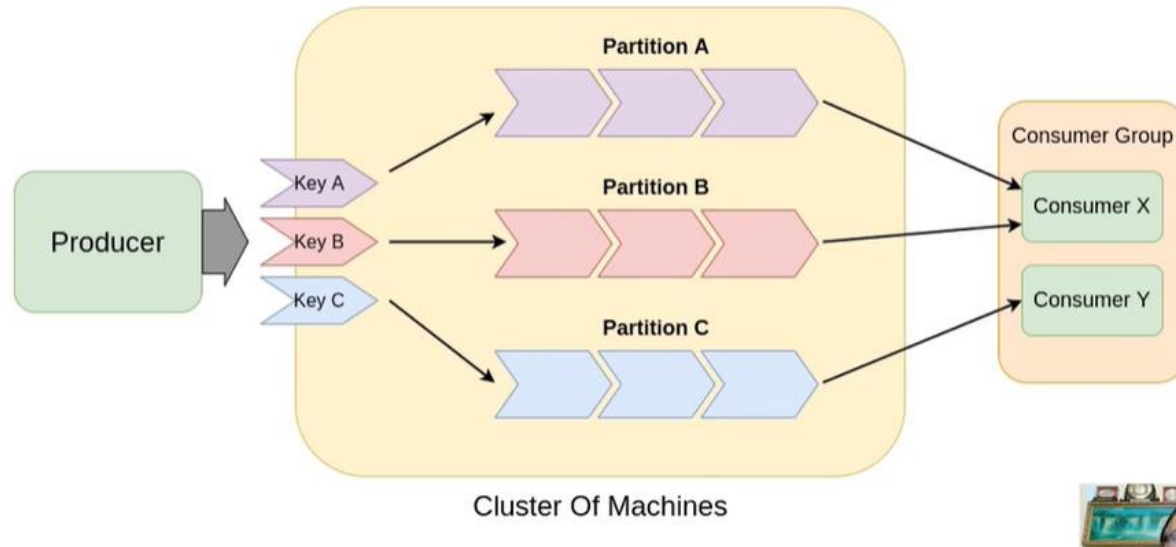 Partition A
Consumer Group
Key A
Partition B
Consumer X
Producer
Key B
Key C
Consumer Y
Partition C
Cluster Of Machines